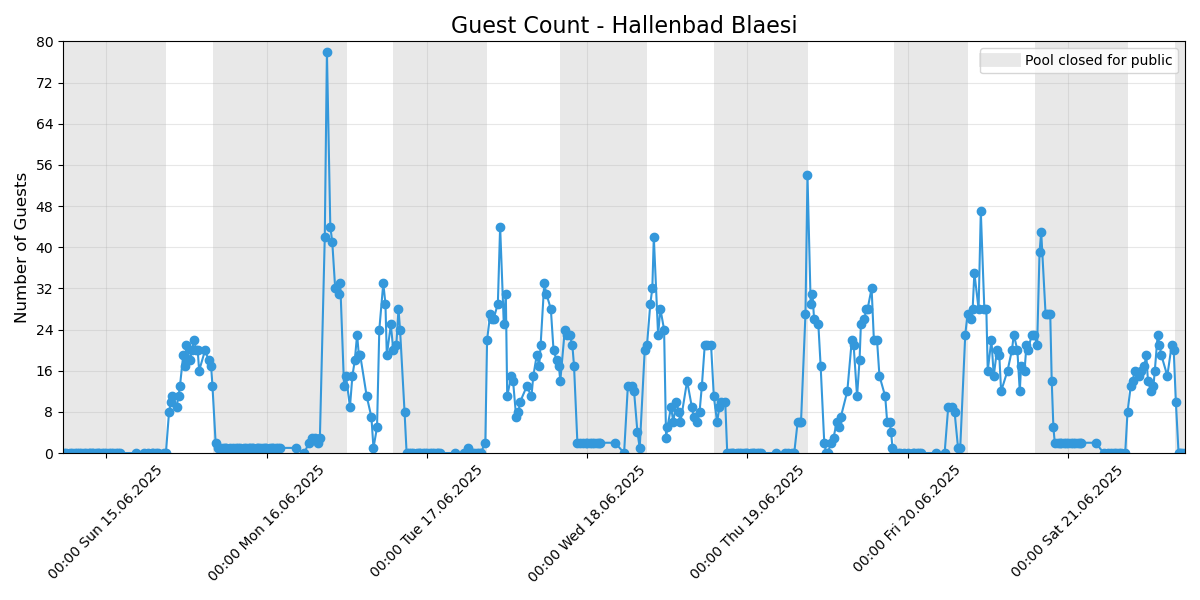 Guest Count - Hallenbad Blaesi
Pool closed for public
Number of Guests
80
72
64
56
48
40
32
24
16
8
0
00:00 Sun 15.06.2025
00:00 Mon 16.06.2025
00:00 Tue 17.06.2025
00:00 Wed 18.06.2025
00:00 Thu 19.06.2025
00:00 Fri 20.06.2025
00:00 Sat 21.06.2025